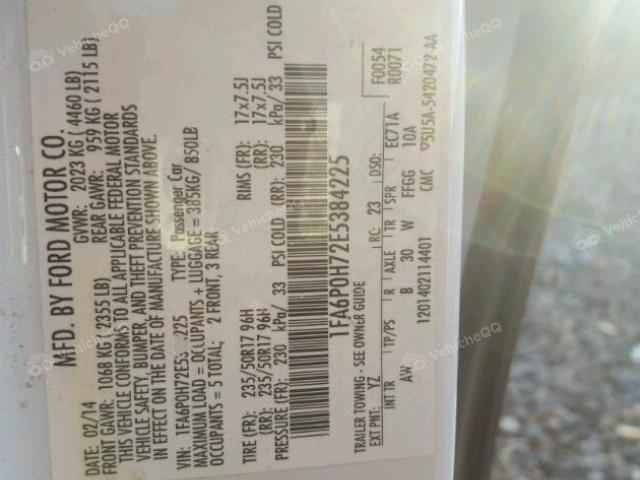 MFD. BY FORD MOTOR CO.
DATE: 02/14 GVWR: 2023 KG ( 4460 LB)
FRONT GAWR: 1068 KG ( 2355 LB) REAR GAWR: 959 KG ( 2115 LB)
THIS VEHICLE CONFORMS TO ALL APPLICABLE FEDERAL MOTOR
VEHICLE SAFETY, BUMPER, AND THEFT PREVENTION STANDARDS
IN EFFECT ON THE DATE OF MANUFACTURE SHOWN ABOVE.
VIN: 1FA6P0H72E5 225 TYPE: Passenger Car
MAXIMUM LOAD = OCCUPANTS + LUGGAGE = 385KG/ 850LB
OCCUPANTS = 5 TOTAL; 2 FRONT, 3 REAR
TIRE (FR): 235/50R17 96H RIMS (FR): 17x7.5J
(RR): 235/50R17 96H (RR): 17x7.5J
PRESSURE (FR): 230 kPa/ 33 PSI COLD (RR): 230 kPa/ 33 PSI COLD
1FA6P0H72E5384225
TRAILER TOWING - SEE OWNER GUIDE
F0054
R0071
EXT PNT: YZ RC: 23 DSO: EC71A
INT TR TP/PS R AXLE TR SPR
AW B 30 W FFGG 10A
1201402114401 CMC 5U5A-5420472-AA
VehicleQQ
VehicleQQ
VehicleQQ
VehicleQQ
VehicleQQ